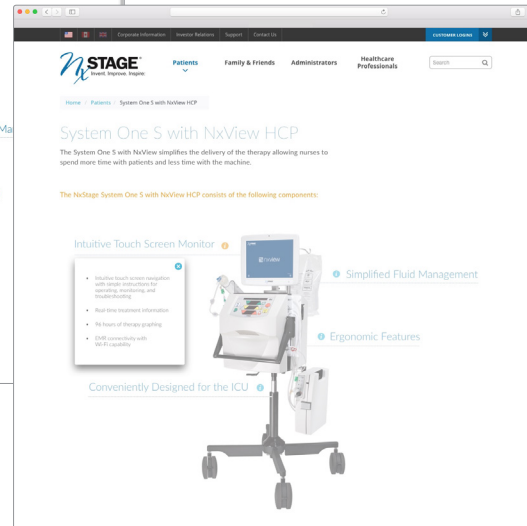 Corporate Information
Investor Relations
Support
Contact Us
CUSTOMER LOGINS
NxSTAGE
Invent. Improve. Inspire.
Patients
Family & Friends
Administrators
Healthcare
Professionals
Search
Home / Patients / System One S with NxView HCP
Ma
System One S with NxView HCP
The System One S with NxView simplifies the delivery of the therapy allowing nurses to
spend more time with patients and less time with the machine.
The NxStage System One S with NxView HCP consists of the following components:
Intuitive Touch Screen Monitor
• Intuitive touch screen navigation
with simple instructions for
operating, monitoring, and
troubleshooting
• Real-time treatment information
• 96 hours of therapy graphing
• EMR connectivity with
Wi-Fi capability
NxView
Simplified Fluid Management
Ergonomic Features
Conveniently Designed for the ICU